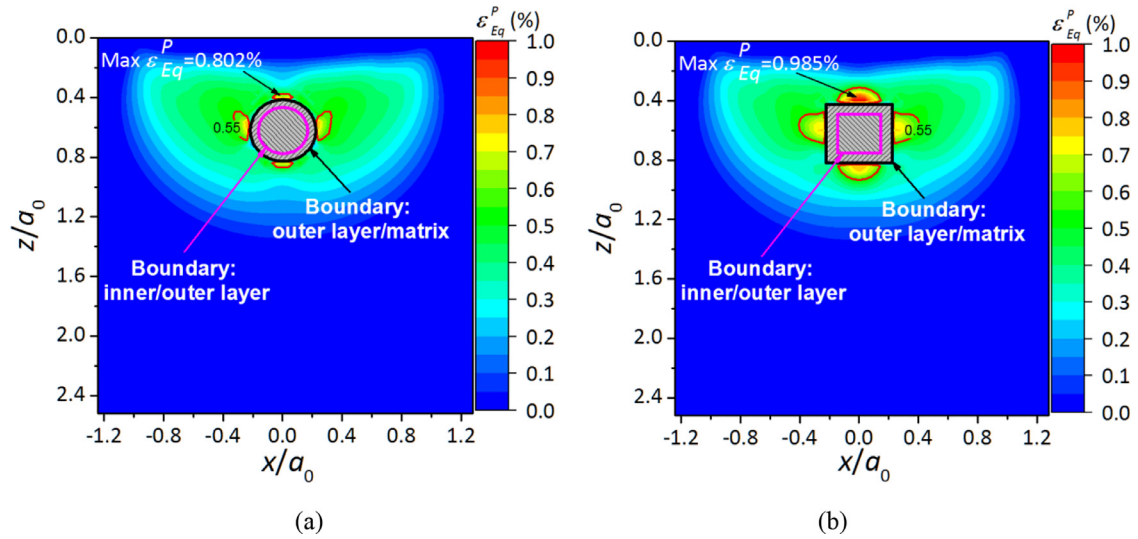 ε^P_Eq (%)
0.0
0.4
0.8
1.2
1.6
2.0
2.4
z/a₀
Max ε^P_Eq=0.802%
0.55
Boundary:
outer layer/matrix
Boundary:
inner/outer layer
-1.2 -0.8 -0.4 0.0 0.4 0.8 1.2
x/a₀
1.0
0.9
0.8
0.7
0.6
0.5
0.4
0.3
0.2
0.1
0.0
(a)
ε^P_Eq (%)
0.0
0.4
0.8
1.2
1.6
2.0
2.4
z/a₀
Max ε^P_Eq=0.985%
0.55
Boundary:
outer layer/matrix
Boundary:
inner/outer layer
-1.2 -0.8 -0.4 0.0 0.4 0.8 1.2
x/a₀
1.0
0.9
0.8
0.7
0.6
0.5
0.4
0.3
0.2
0.1
0.0
(b)